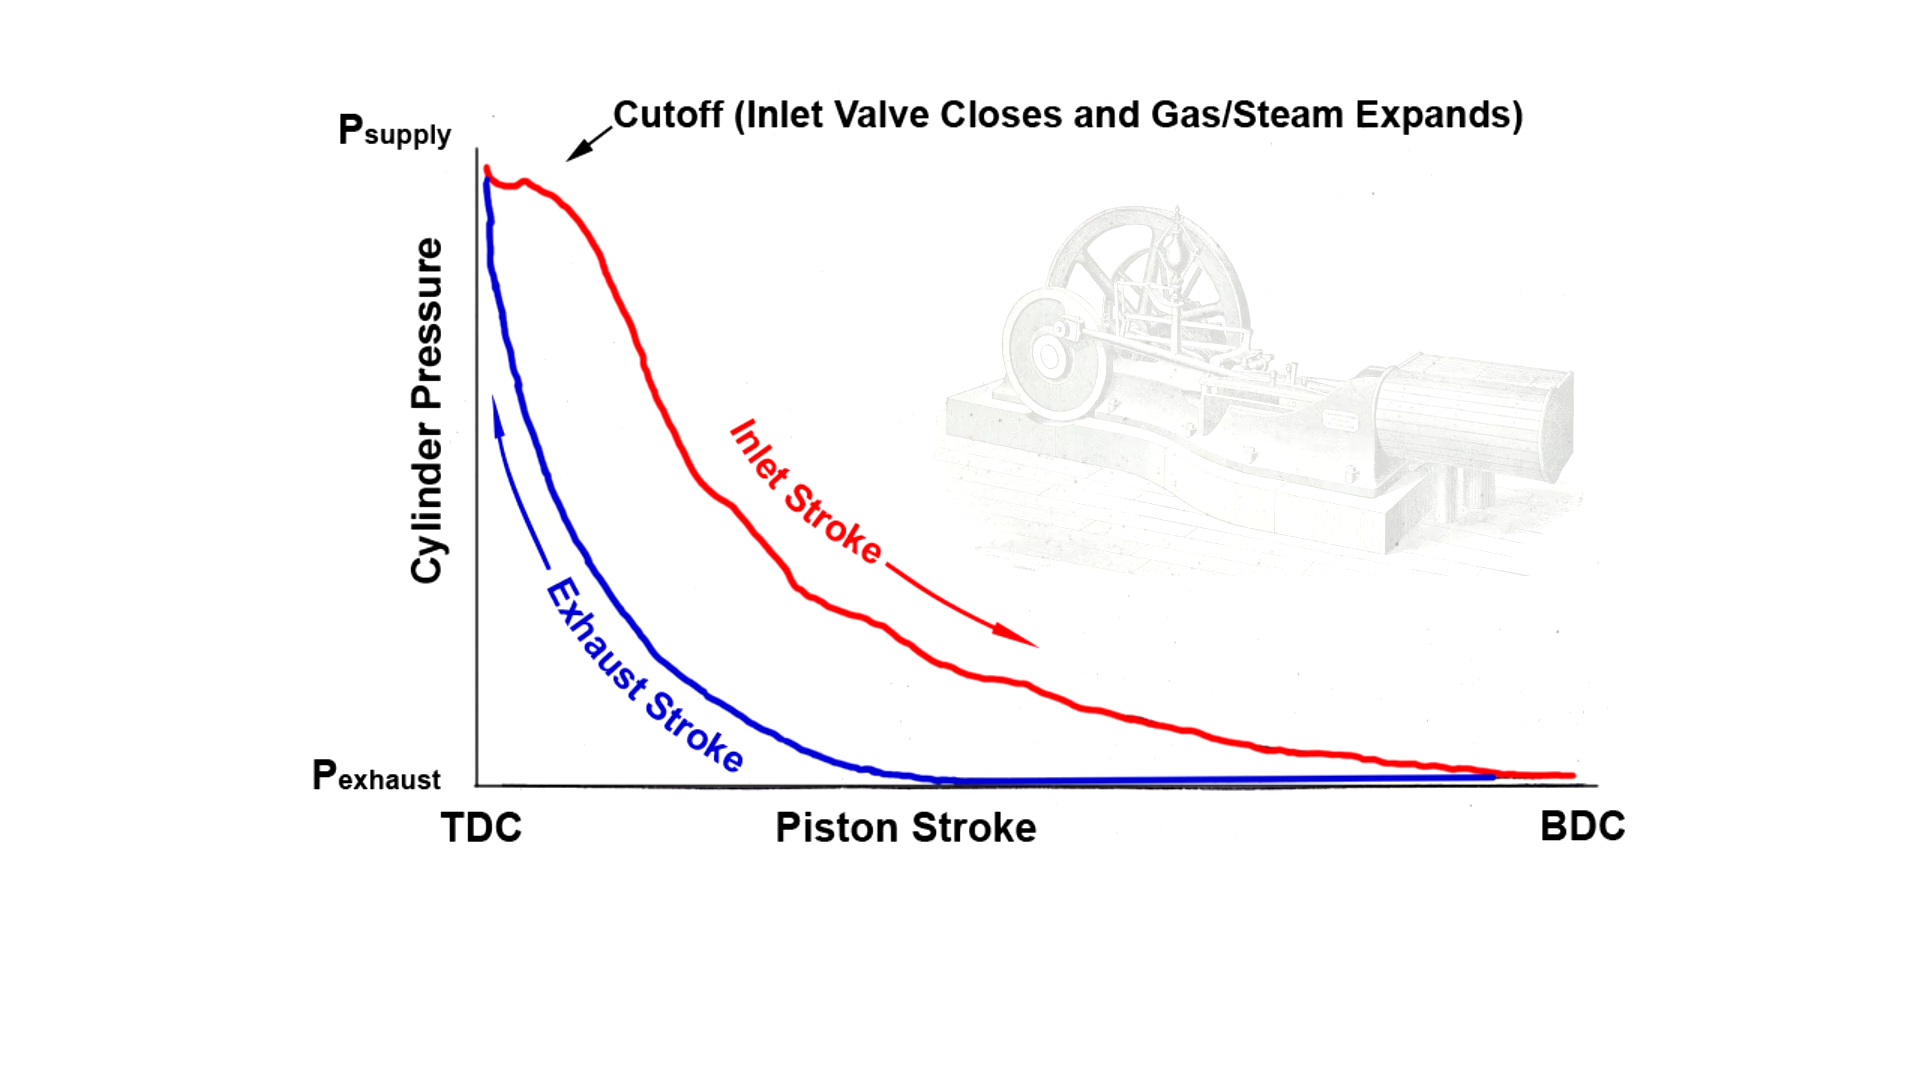 Cutoff (Inlet Valve Closes and Gas/Steam Expands)
Psupply
Cylinder Pressure
Inlet Stroke
Exhaust Stroke
Pexhaust
TDC
Piston Stroke
BDC